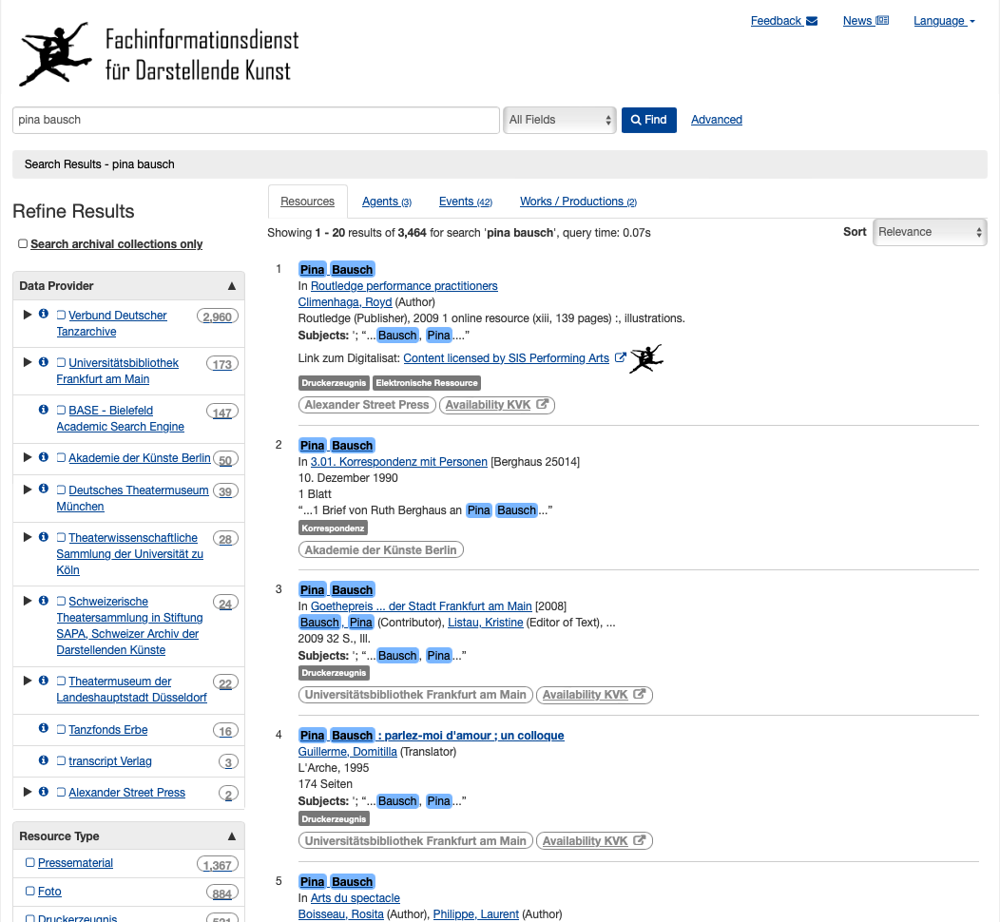 Feedback
News
Language
Fachinformationsdienst
für Darstellende Kunst
pina bausch
All Fields
Find
Advanced
Search Results - pina bausch
Refine Results
Search archival collections only
Data Provider
Verbund Deutscher
Tanzarchive
2,960
Universitätsbibliothek
Frankfurt am Main
173
BASE - Bielefeld
Academic Search Engine
147
Akademie der Künste Berlin
50
Deutsches Theatermuseum
München
39
Theaterwissenschaftliche
Sammlung der Universität zu
Köln
28
Schweizerische
Theatersammlung in Stiftung
SAPA, Schweizer Archiv der
Darstellenden Künste
24
Theatermuseum der
Landeshauptstadt Düsseldorf
22
Tanzfonds Erbe
16
transcript Verlag
3
Alexander Street Press
2
Resource Type
Pressematerial
1,367
Foto
884
Druckerzeugnis
521
Resources
Agents (3)
Events (42)
Works / Productions (2)
Showing 1 - 20 results of 3,464 for search 'pina bausch', query time: 0.07s
Sort
Relevance
1
Pina Bausch
In Routledge performance practitioners
Climenhaga, Royd (Author)
Routledge (Publisher), 2009 1 online resource (xiii, 139 pages) :, illustrations.
Subjects: '; “...Bausch, Pina....”
Link zum Digitalisat: Content licensed by SIS Performing Arts
Druckerzeugnis Elektronische Ressource
Alexander Street Press Availability KVK
2
Pina Bausch
In 3.01. Korrespondenz mit Personen [Berghaus 25014]
10. Dezember 1990
1 Blatt
“...1 Brief von Ruth Berghaus an Pina Bausch...”
Korrespondenz
Akademie der Künste Berlin
3
Pina Bausch
In Goethepreis ... der Stadt Frankfurt am Main [2008]
Bausch, Pina (Contributor), Listau, Kristine (Editor of Text), ...
2009 32 S., Ill.
Subjects: '; “...Bausch, Pina...”
Druckerzeugnis
Universitätsbibliothek Frankfurt am Main Availability KVK
4
Pina Bausch : parlez-moi d'amour ; un colloque
Guillerme, Domitilla (Translator)
L'Arche, 1995
174 Seiten
Subjects: '; “...Bausch, Pina...”
Druckerzeugnis
Universitätsbibliothek Frankfurt am Main Availability KVK
5
Pina Bausch
In Arts du spectacle
Boisseau, Rosita (Author), Philippe, Laurent (Author)